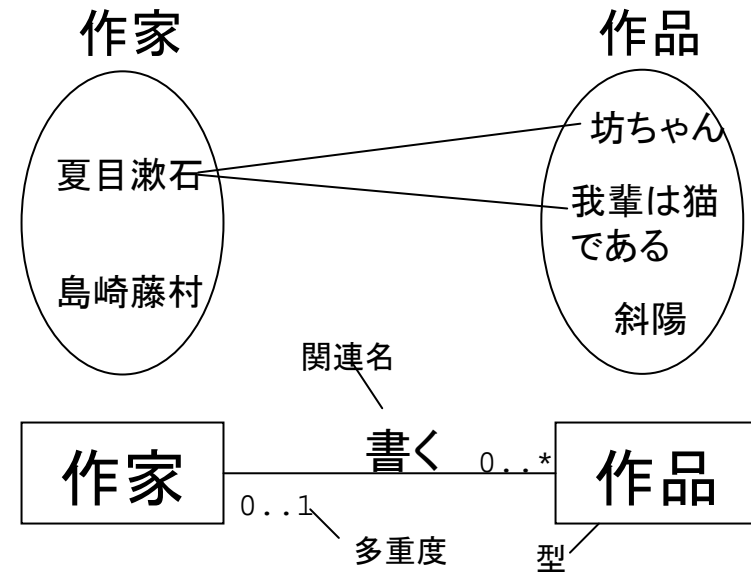 作家
作品
夏目漱石
島崎藤村
坊ちゃん
我輩は猫
である
斜陽
関連名
作家
書く
0..*
作品
0..1
多重度
型